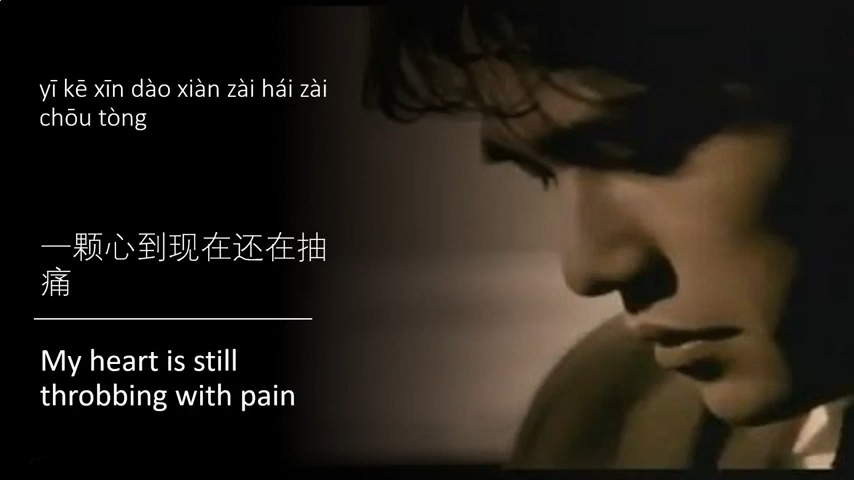 yī kē xīn dào xiàn zài hái zài
chōu tòng
一颗心到现在还在抽
痛
My heart is still
throbbing with pain